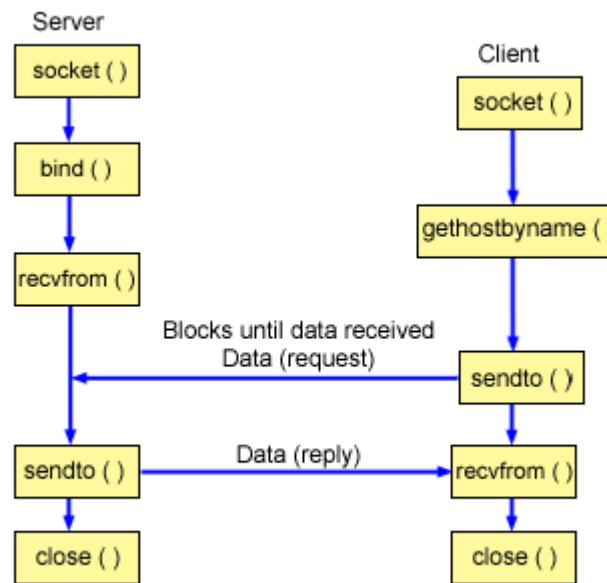 Server
socket ( )
bind ( )
recvfrom ( )
Client
socket ( )
gethostbyname (
Blocks until data received
Data (request)
sendto ( )
sendto ( )
Data (reply)
recvfrom ( )
close ( )
close ( )